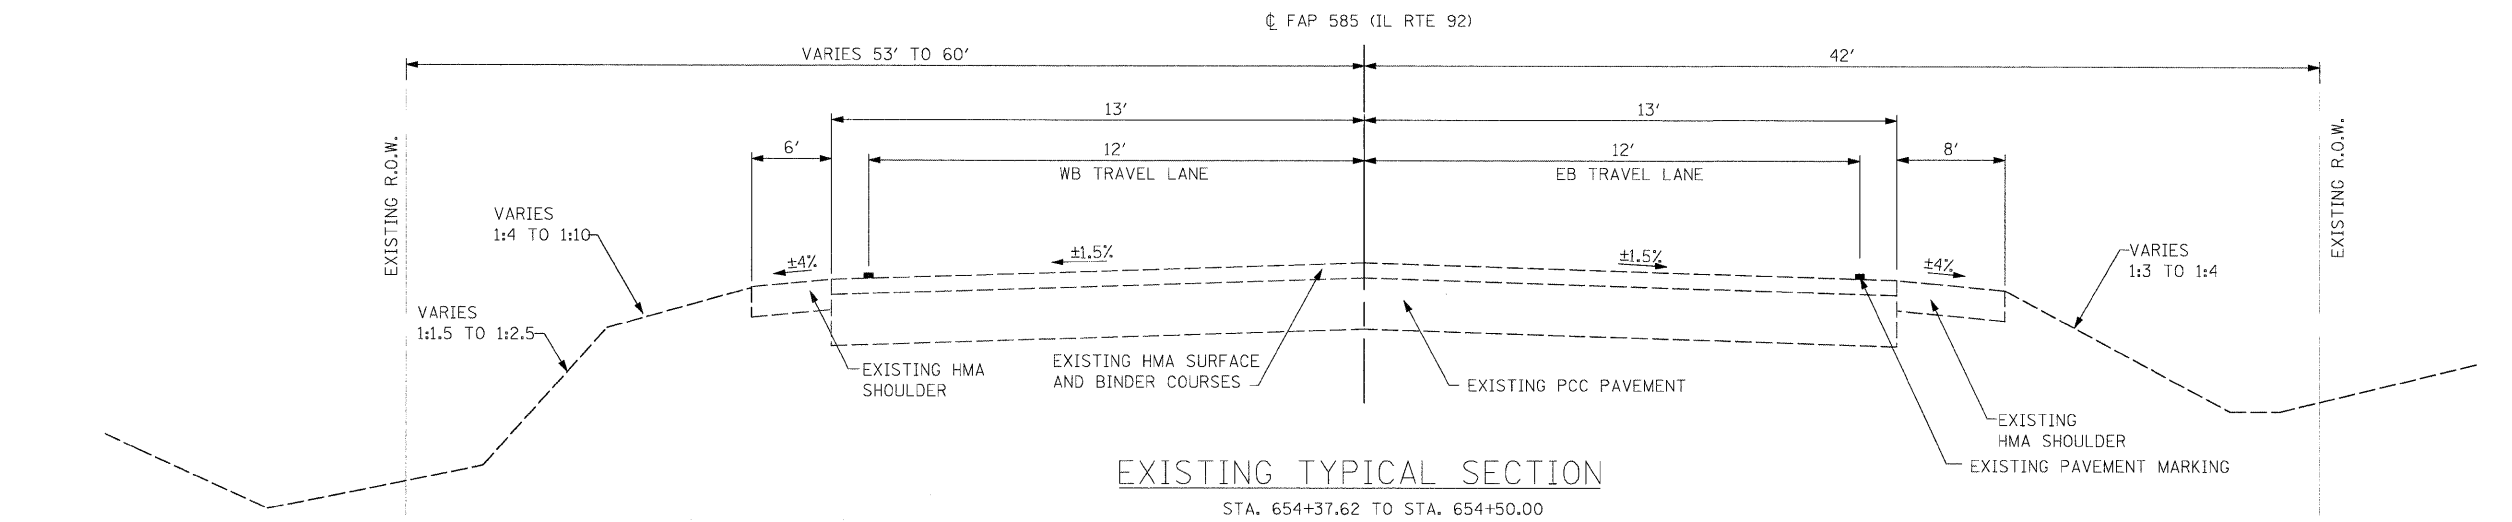 ℄ FAP 585 (IL RTE 92)
VARIES 53' TO 60'
42'
13'
13'
6'
12'
12'
8'
WB TRAVEL LANE
EB TRAVEL LANE
EXISTING R.O.W.
EXISTING R.O.W.
VARIES
1:4 TO 1:10
±4%
±1.5%
±1.5%
±4%
VARIES
1:3 TO 1:4
VARIES
1:1.5 TO 1:2.5
EXISTING HMA
SHOULDER
EXISTING HMA SURFACE
AND BINDER COURSES
EXISTING PCC PAVEMENT
EXISTING
HMA SHOULDER
EXISTING PAVEMENT MARKING
EXISTING TYPICAL SECTION
STA. 654+37.62 TO STA. 654+50.00